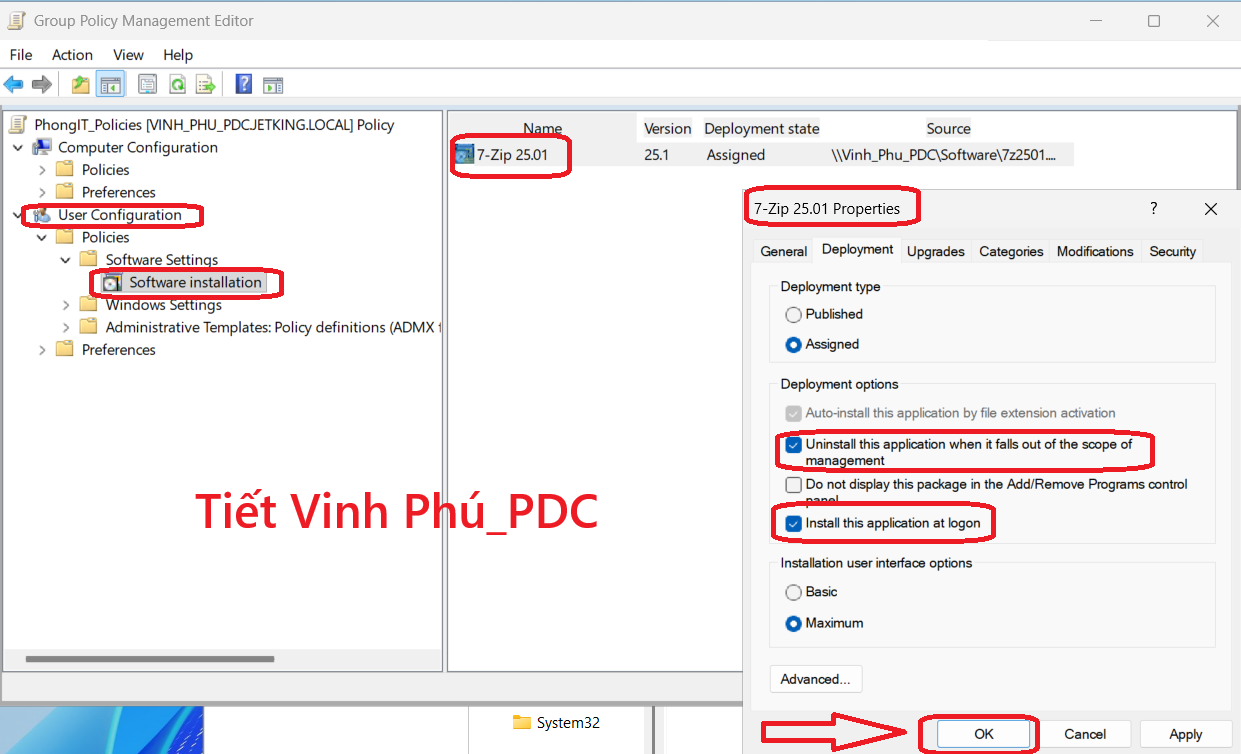 Group Policy Management Editor
File Action View Help
PhongIT_Policies [VINH_PHU_PDC.JETKING.LOCAL] Policy
Computer Configuration
Policies
Preferences
User Configuration
Policies
Software Settings
Software installation
Windows Settings
Administrative Templates: Policy definitions (ADMX f
Preferences
Name Version Deployment state Source
7-Zip 25.01 25.1 Assigned \\Vinh_Phu_PDC\Software\7z2501....
7-Zip 25.01 Properties
?
General Deployment Upgrades Categories Modifications Security
Deployment type
Published
Assigned
Deployment options
Auto-install this application by file extension activation
Uninstall this application when it falls out of the scope of
management
Do not display this package in the Add/Remove Programs control
panel
Install this application at logon
Installation user interface options
Basic
Maximum
Advanced...
OK Cancel Apply
Tiết Vinh Phú_PDC
System32